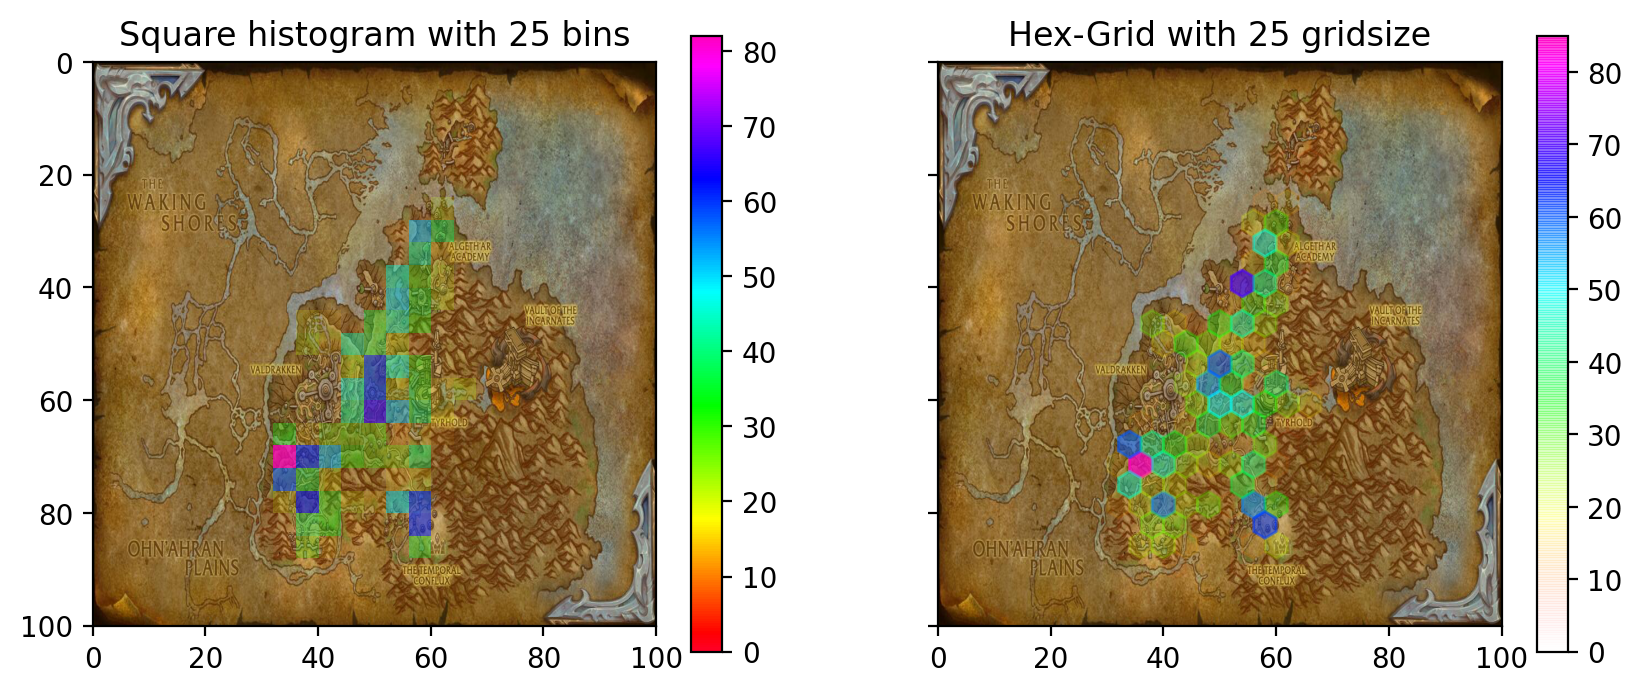 Square histogram with 25 bins
0
20
40
60
80
100
0
20
40
60
80
100
THE
WAKING
SHORES
ALGETH'AR
ACADEMY
VAULT OF THE
INCARNATES
VALDRAKKEN
TYRHOLD
OHN'AHRAN
PLAINS
THE TEMPORAL
CONFLUX
80
70
60
50
40
30
20
10
0
Hex-Grid with 25 gridsize
THE
WAKING
SHORES
ALGETH'AR
ACADEMY
VAULT OF THE
INCARNATES
VALDRAKKEN
TYRHOLD
OHN'AHRAN
PLAINS
THE TEMPORAL
CONFLUX
0
20
40
60
80
100
80
70
60
50
40
30
20
10
0